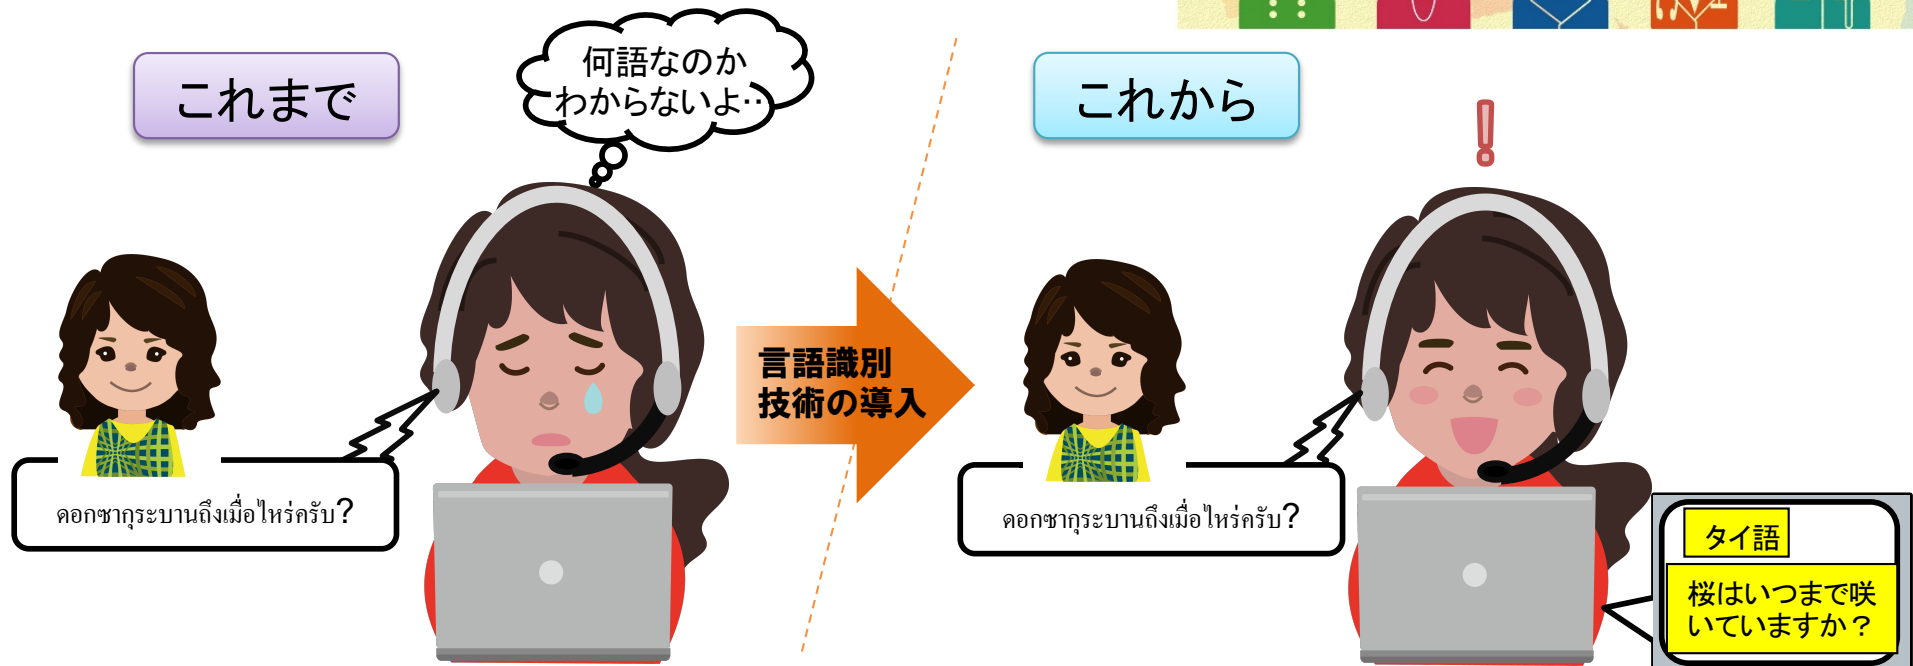 これまで
何語なのか
わからないよ‥
ดอกซากุระบานถึงเมื่อไหร่ครับ?
言語識別
技術の導入
これから
ดอกซากุระบานถึงเมื่อไหร่ครับ?
タイ語
桜はいつまで咲
いていますか？